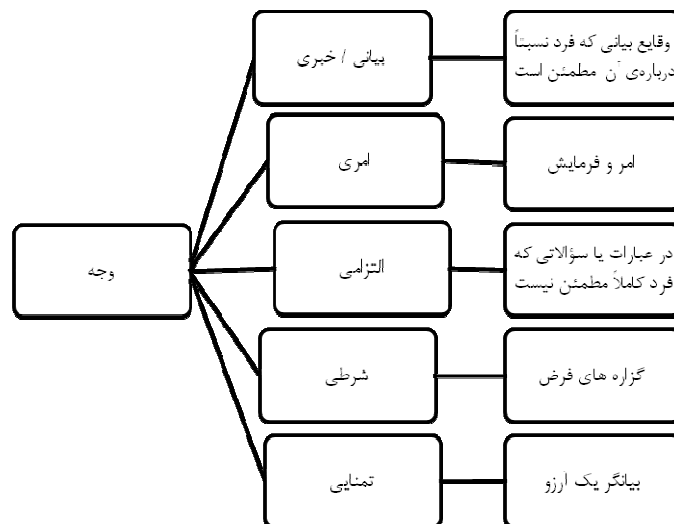 وجه
بیانی / خبری
وقایع بیانی که فرد نسبتاً
درباره‌ی آن مطمئن است
امری
امر و فرمایش
التزامی
در عبارات یا سؤالاتی که
فرد کاملاً مطمئن نیست
شرطی
گزاره های فرض
تمنایی
بیانگر یک آرزو